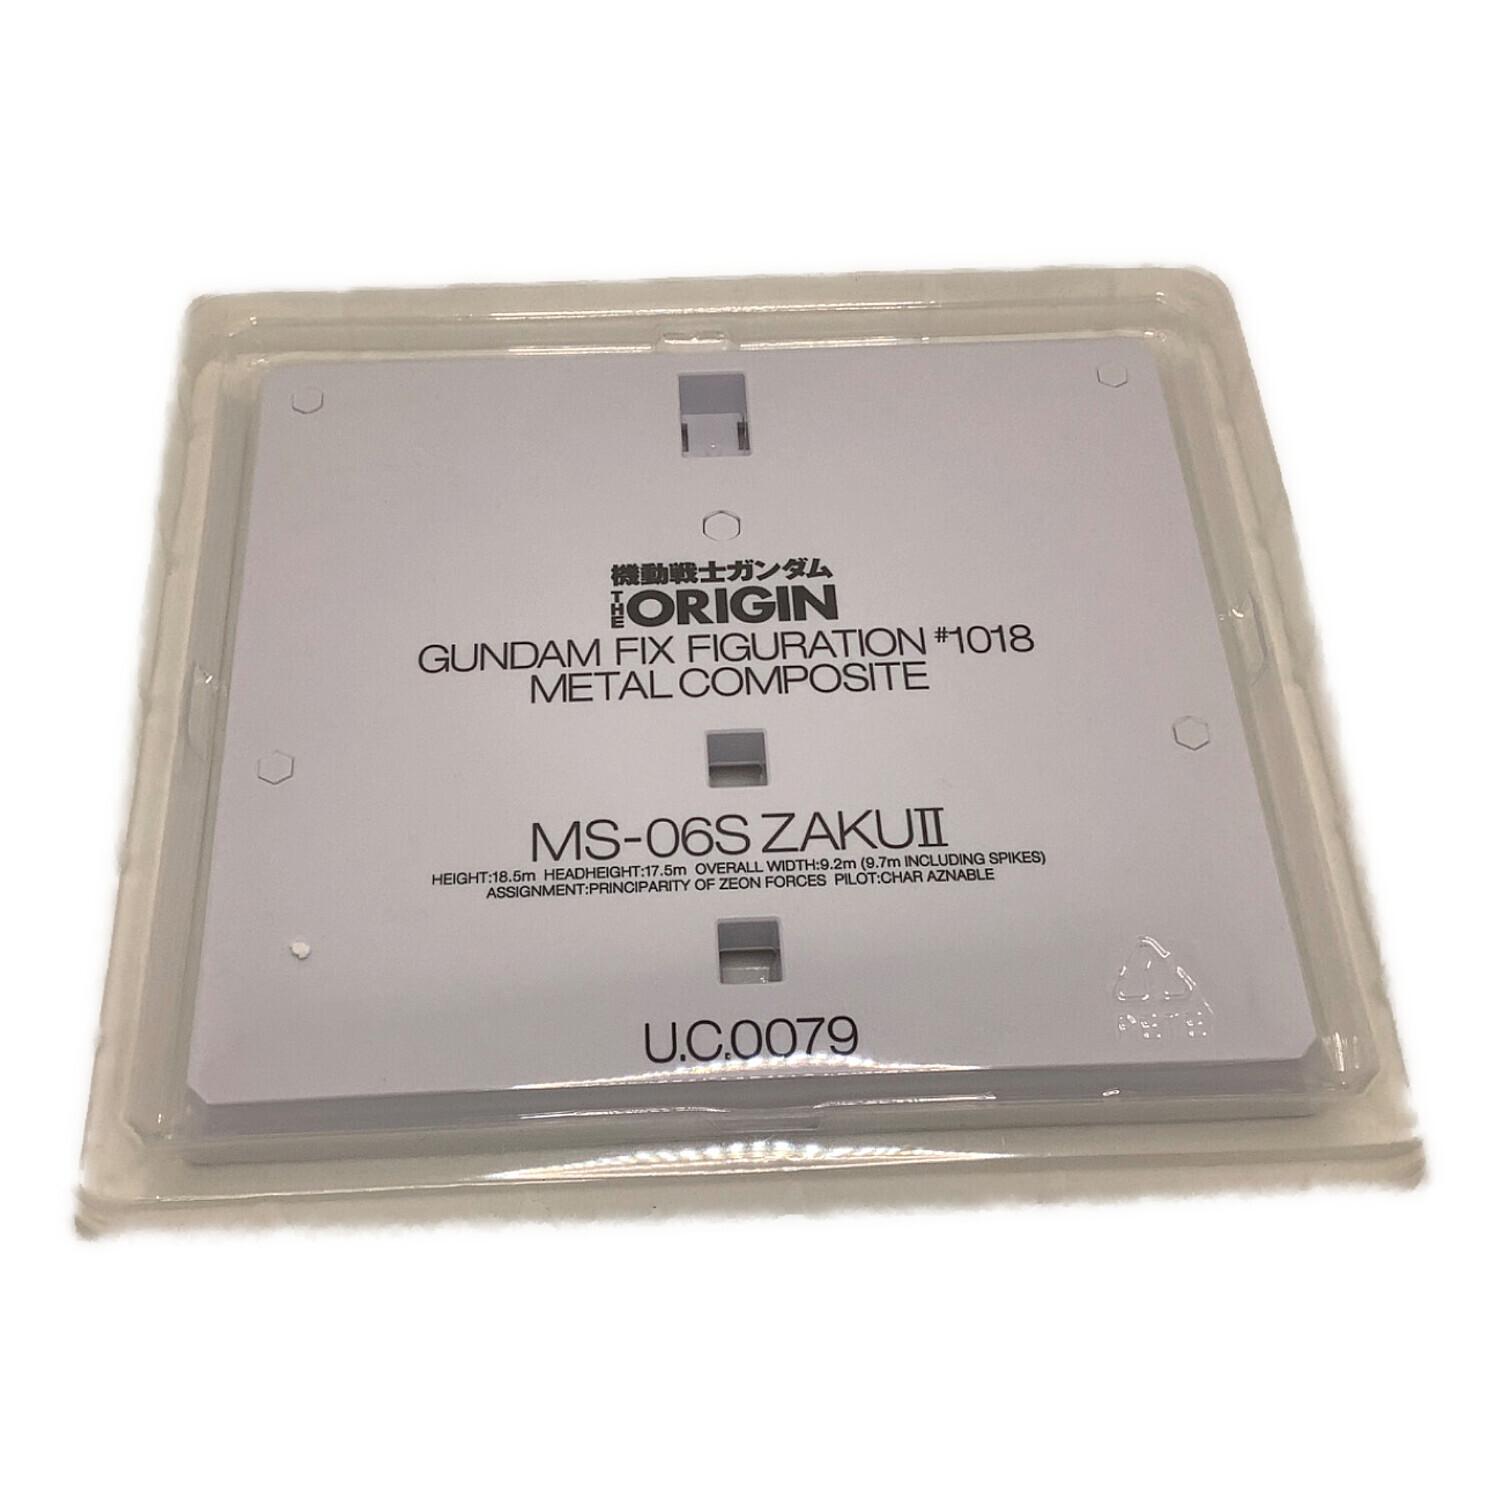 機動戦士ガンダム
THE ORIGIN
GUNDAM FIX FIGURATION #1018
METAL COMPOSITE
MS-06S ZAKUII
HEIGHT:18.5m HEADHEIGHT:17.5m OVERALL WIDTH:9.2m (9.7m INCLUDING SPIKES)
ASSIGNMENT:PRINCIPARITY OF ZEON FORCES PILOT:CHAR AZNABLE
U.C.0079